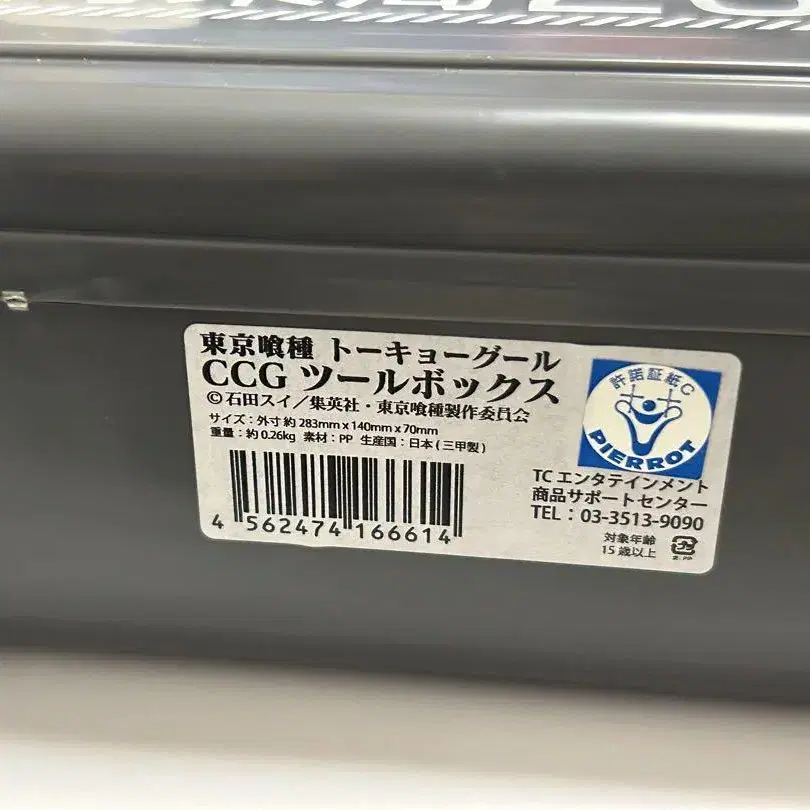 東京喰種 トーキョーグール
CCG ツールボックス
©石田スイ／集英社・東京喰種製作委員会
サイズ：外寸 約 283mm x 140mm x 70mm
重量：約 0.26kg 素材：PP 生産国：日本(三甲製)
4 562474 166614
許諾証紙C
PIERROT
TC エンタテインメント
商品サポートセンター
TEL：03-3513-9090
対象年齢
15 歳以上